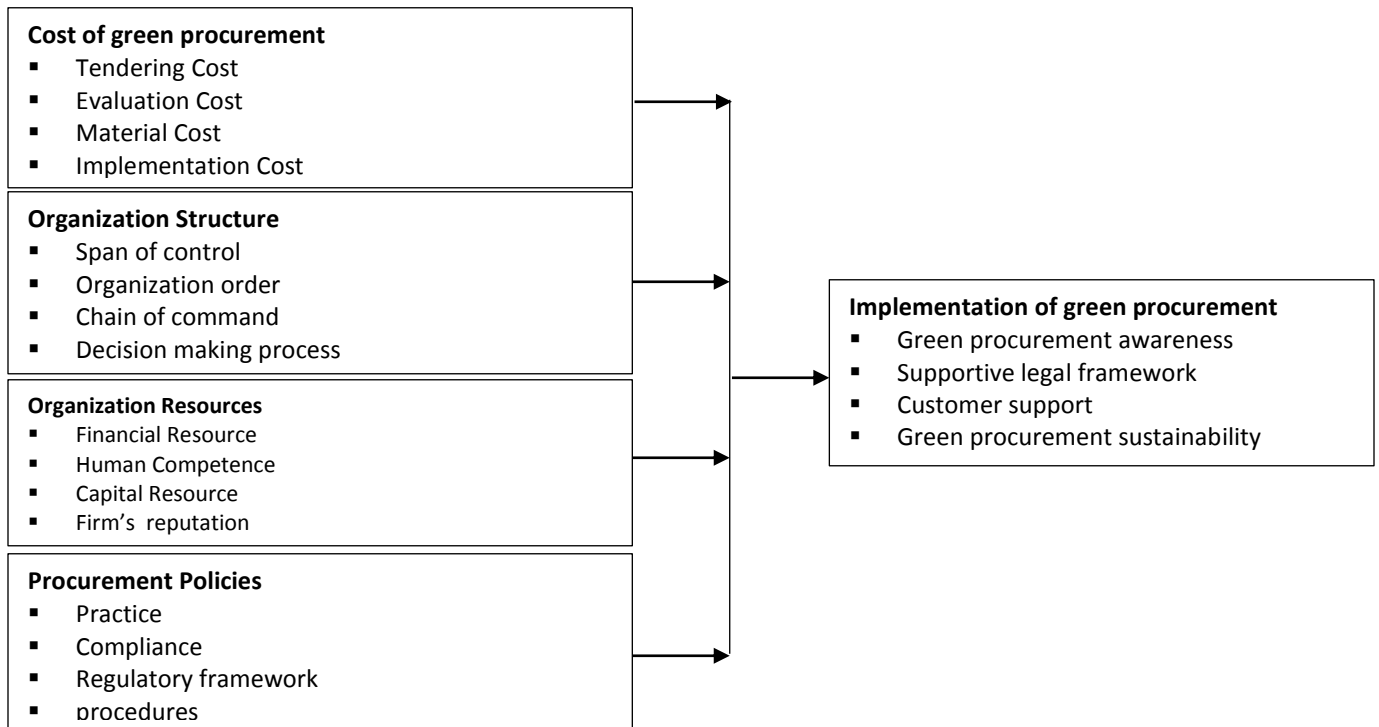 Cost of green procurement
▪ Tendering Cost
▪ Evaluation Cost
▪ Material Cost
▪ Implementation Cost
Organization Structure
▪ Span of control
▪ Organization order
▪ Chain of command
▪ Decision making process
Organization Resources
▪ Financial Resource
▪ Human Competence
▪ Capital Resource
▪ Firm’s reputation
Procurement Policies
▪ Practice
▪ Compliance
▪ Regulatory framework
▪ procedures
Implementation of green procurement
▪ Green procurement awareness
▪ Supportive legal framework
▪ Customer support
▪ Green procurement sustainability